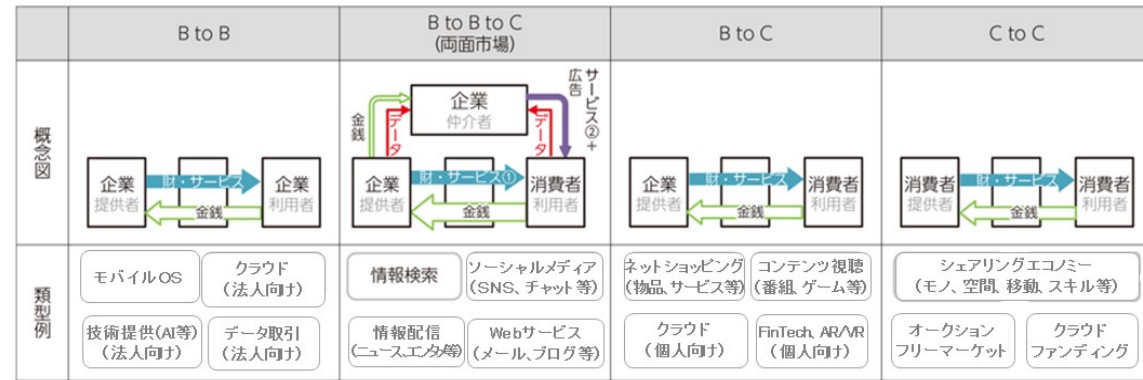 B to B
B to B to C
(両面市場)
B to C
C to C
概念図
企業
提供者
財・サービス
金銭
企業
利用者
企業
仲介者
金銭
データ
データ
サービス②+
広告
企業
提供者
財・サービス①
金銭
消費者
利用者
企業
提供者
財・サービス
金銭
消費者
利用者
消費者
提供者
財・サービス
金銭
消費者
利用者
類型例
モバイルOS
クラウド
(法人向け)
技術提供(AI等)
(法人向け)
データ取引
(法人向け)
情報検索
ソーシャルメディア
(SNS、チャット等)
情報配信
(ニュース、エンタメ等)
Webサービス
(メール、ブログ等)
ネットショッピング
(物品、サービス等)
コンテンツ視聴
(番組、ゲーム等)
クラウド
(個人向け)
FinTech、AR/VR
(個人向け)
シェアリングエコノミー
(モノ、空間、移動、スキル等)
オークション
フリーマーケット
クラウド
ファンディング